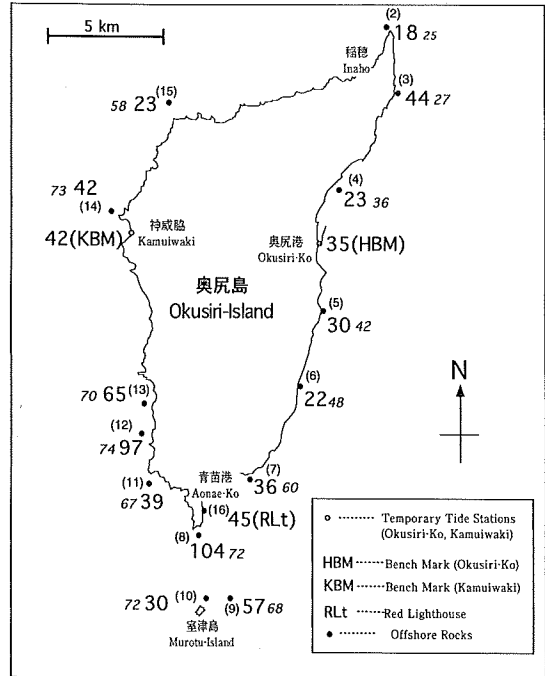 5 km
(2)
18 25
稲穂
Inaho
(3)
44 27
(15)
58 23
(4)
23 36
73 42
(14)
神威脇
Kamuiwaki
42(KBM)
奥尻港
Okusiri-Ko
35(HBM)
奥尻島
Okusiri-Island
(5)
30 42
(6)
22 48
N
70 65 (13)
(12)
74 97
(11)
67 39
青苗港
Aonae-Ko
(7)
36 60
(16)
45(RLt)
(8)
104 72
72 30 (10)
(9) 57 68
室津島
Murotu-Island
Temporary Tide Stations
(Okusiri-Ko, Kamuiwaki)
HBM Bench Mark (Okusiri-Ko)
KBM Bench Mark (Kamuiwaki)
RLt Red Lighthouse
Offshore Rocks